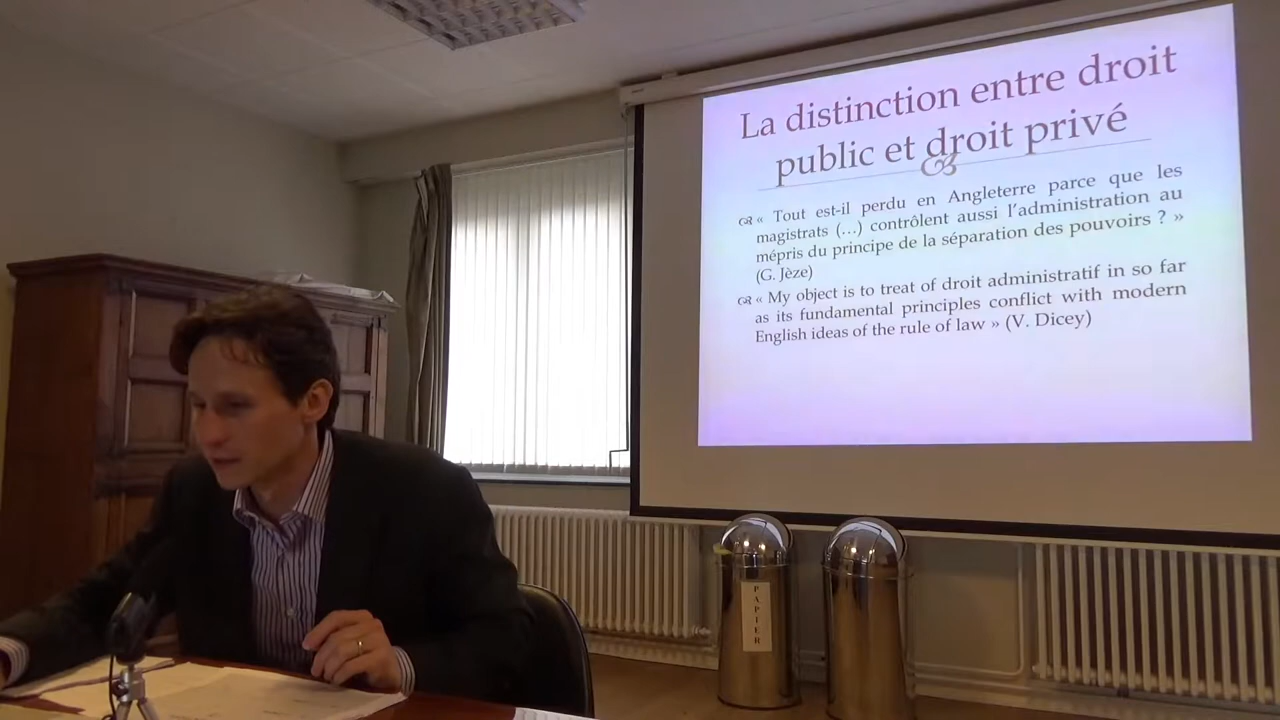 La distinction entre droit
public et droit privé
« Tout est-il perdu en Angleterre parce que les
magistrats (…) contrôlent aussi l'administration au
mépris du principe de la séparation des pouvoirs ? »
(G. Jèze)
« My object is to treat of droit administratif in so far
as its fundamental principles conflict with modern
English ideas of the rule of law » (V. Dicey)
PAPIER